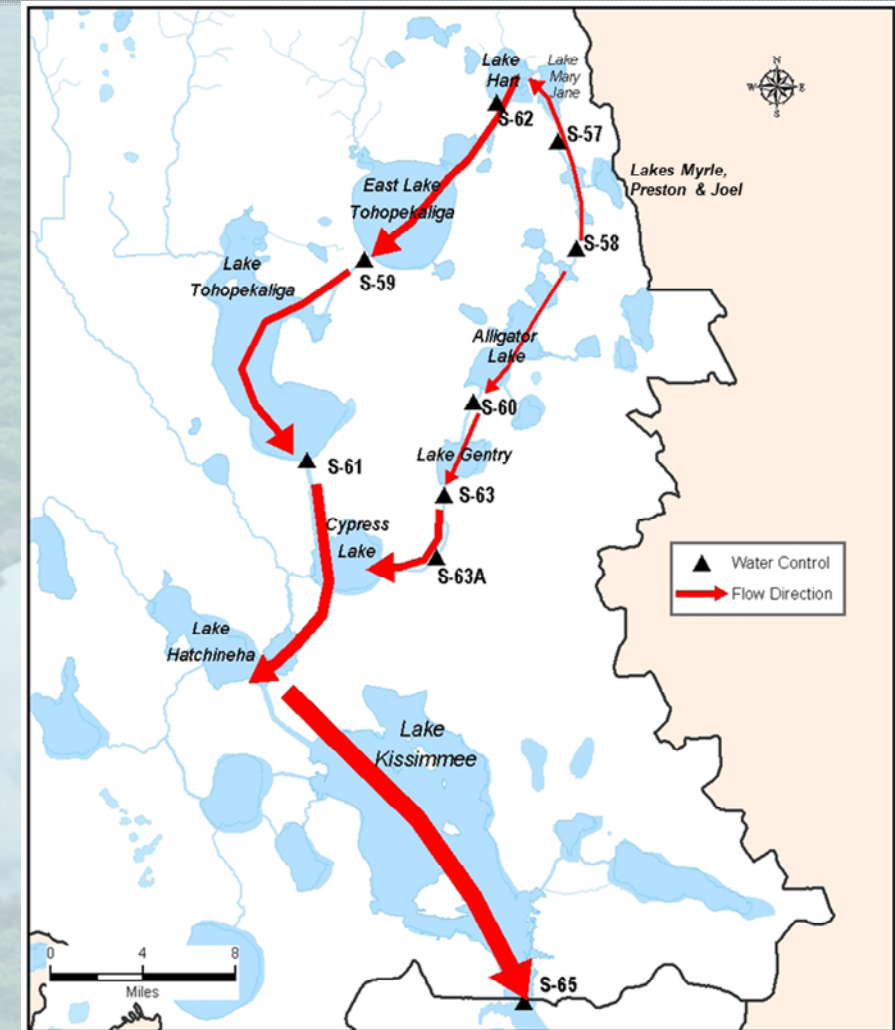 Lake
Hart
Lake
Mary
Jane
S-62
S-57
Lakes Myrle,
Preston & Joel
East Lake
Tohopekaliga
S-58
S-59
Lake
Tohopekaliga
Alligator
Lake
S-60
Lake Gentry
S-61
S-63
Cypress
Lake
S-63A
Water Control
Flow Direction
Lake
Hatchineha
Lake
Kissimmee
0 4 8
Miles
S-65
N
W E
S